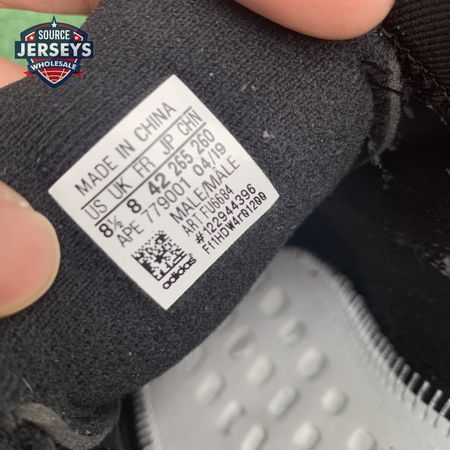 SOURCE
JERSEYS
WHOLESALE
MADE IN CHINA
US UK FR JP CHN
8½ 8 42 265 260
APE 779001 04/19
MALE/MALE
ART FU6684
#122944396
F11HDW4F01200
adidas